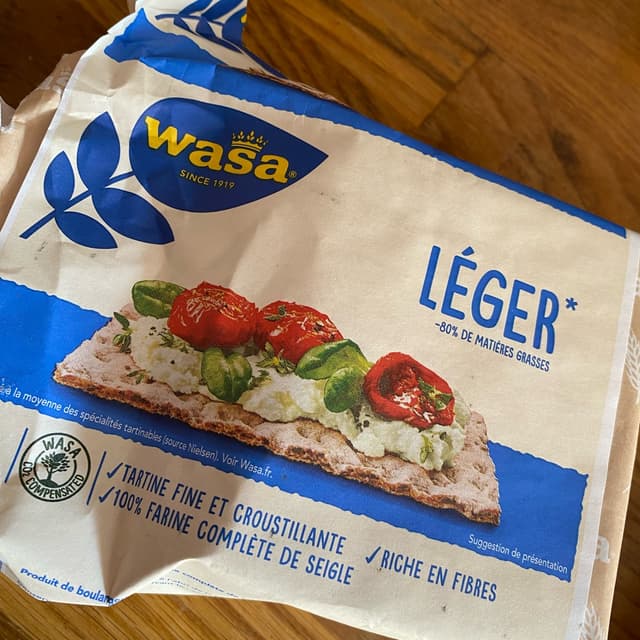 wasa
SINCE 1919
LÉGER*
-80% DE MATIÈRES GRASSES
à la moyenne des spécialités tartinables (source Nielsen). Voir Wasa.fr.
WASA
CO2 COMPENSATED
✓TARTINE FINE ET CROUSTILLANTE
✓100% FARINE COMPLÈTE DE SEIGLE
✓RICHE EN FIBRES
Suggestion de présentation
Produit de